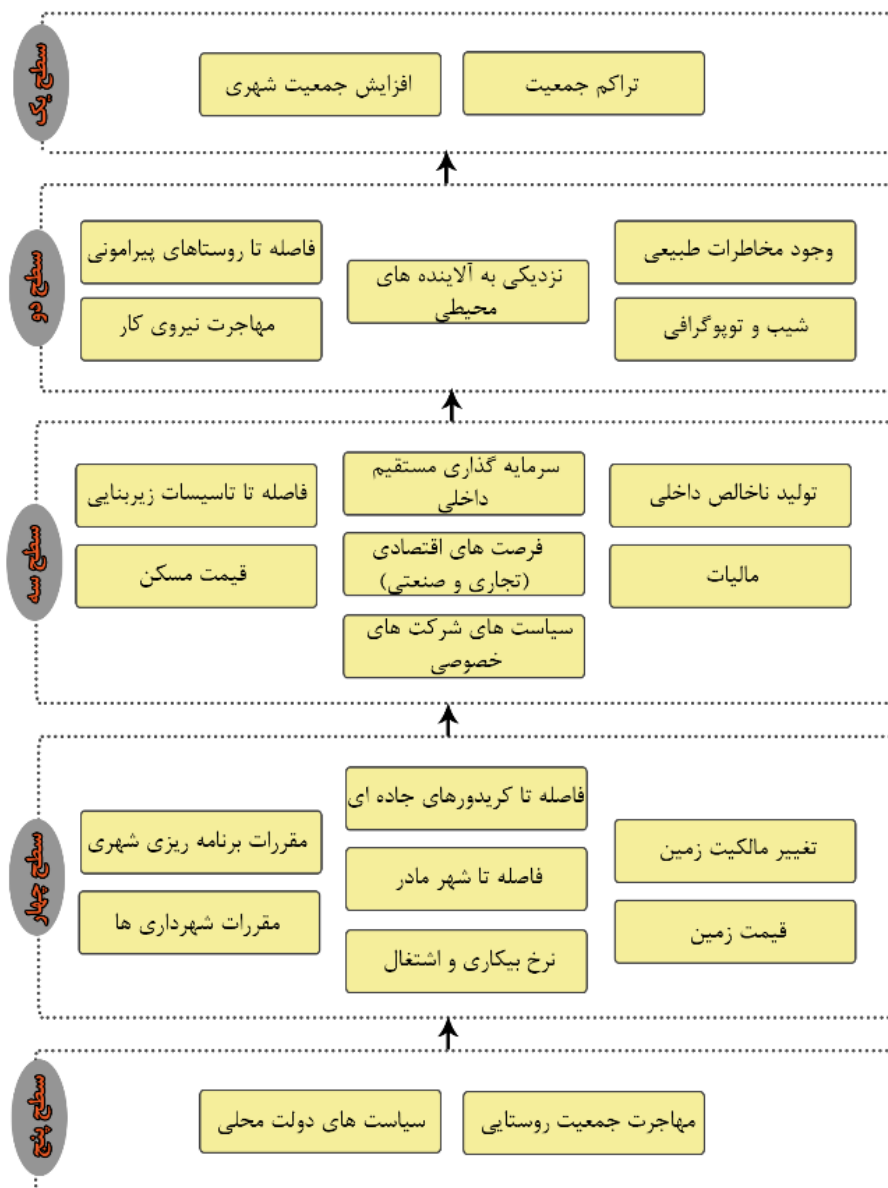 سطح یک
تراکم جمعیت
افزایش جمعیت شهری
سطح دو
وجود مخاطرات طبیعی
شیب و توپوگرافی
نزدیکی به آلاینده های
محیطی
فاصله تا روستاهای پیرامونی
مهاجرت نیروی کار
سطح سه
تولید ناخالص داخلی
مالیات
سرمایه گذاری مستقیم
داخلی
فرصت های اقتصادی
(تجاری و صنعتی)
سیاست های شرکت های
خصوصی
فاصله تا تاسیسات زیربنایی
قیمت مسکن
سطح چهار
تغییر مالکیت زمین
قیمت زمین
فاصله تا کریدورهای جاده ای
فاصله تا شهر مادر
نرخ بیکاری و اشتغال
مقررات برنامه ریزی شهری
مقررات شهرداری ها
سطح پنج
مهاجرت جمعیت روستایی
سیاست های دولت محلی